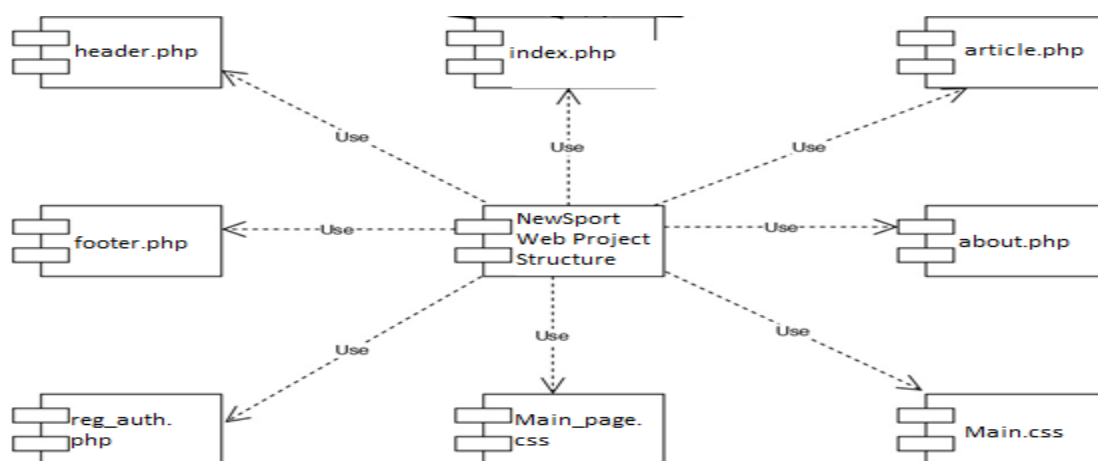 header.php
index.php
article.php
Use
Use
Use
footer.php
Use
NewSport
Web Project
Structure
Use
about.php
Use
Use
Use
reg_auth.
php
Main_page.
css
Main.css